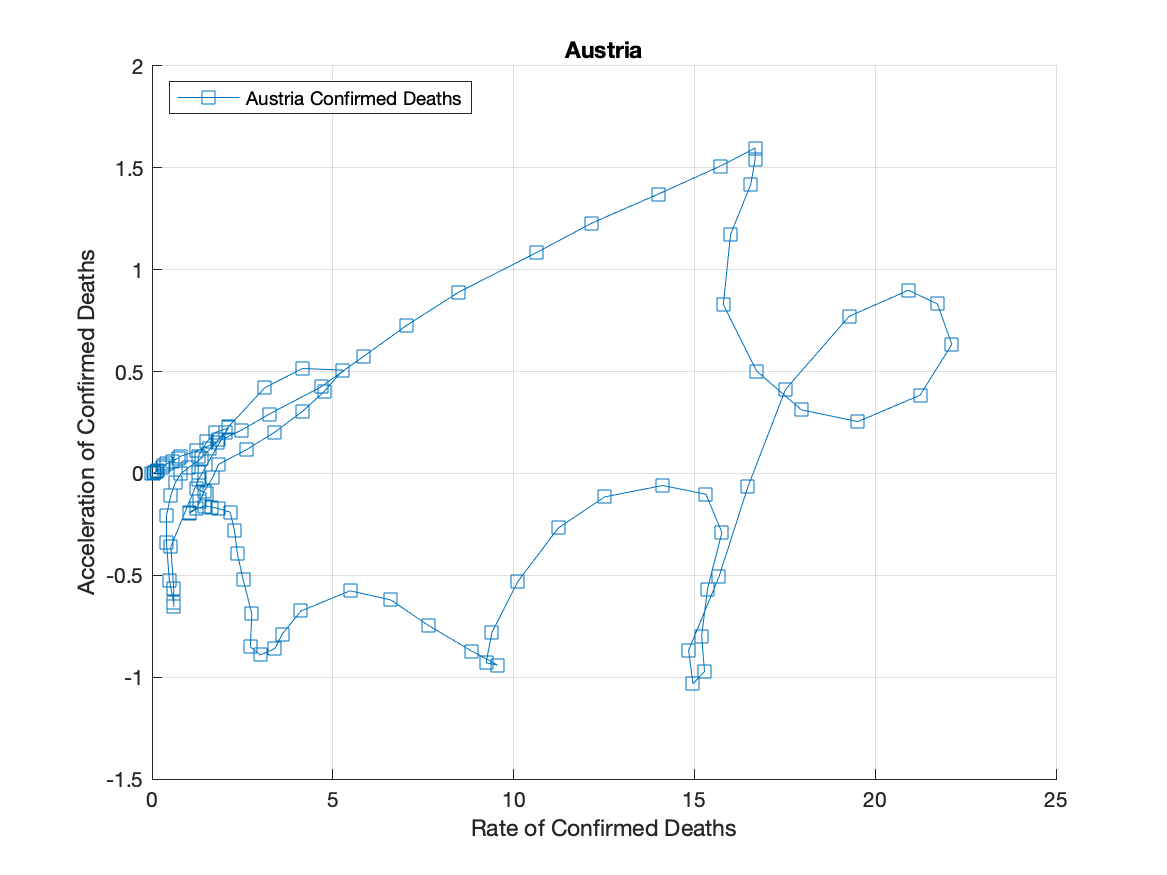 Austria
Austria Confirmed Deaths
2
1.5
1
0.5
0
-0.5
-1
-1.5
Acceleration of Confirmed Deaths
0 5 10 15 20 25
Rate of Confirmed Deaths